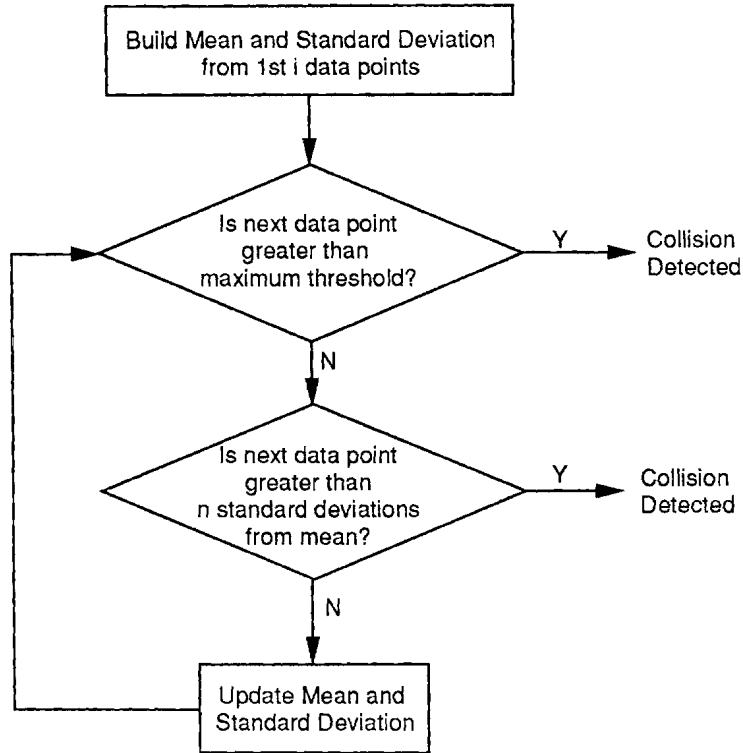 Build Mean and Standard Deviation
from 1st i data points
Is next data point
greater than
maximum threshold?
Y
Collision
Detected
N
Is next data point
greater than
n standard deviations
from mean?
Y
Collision
Detected
N
Update Mean and
Standard Deviation